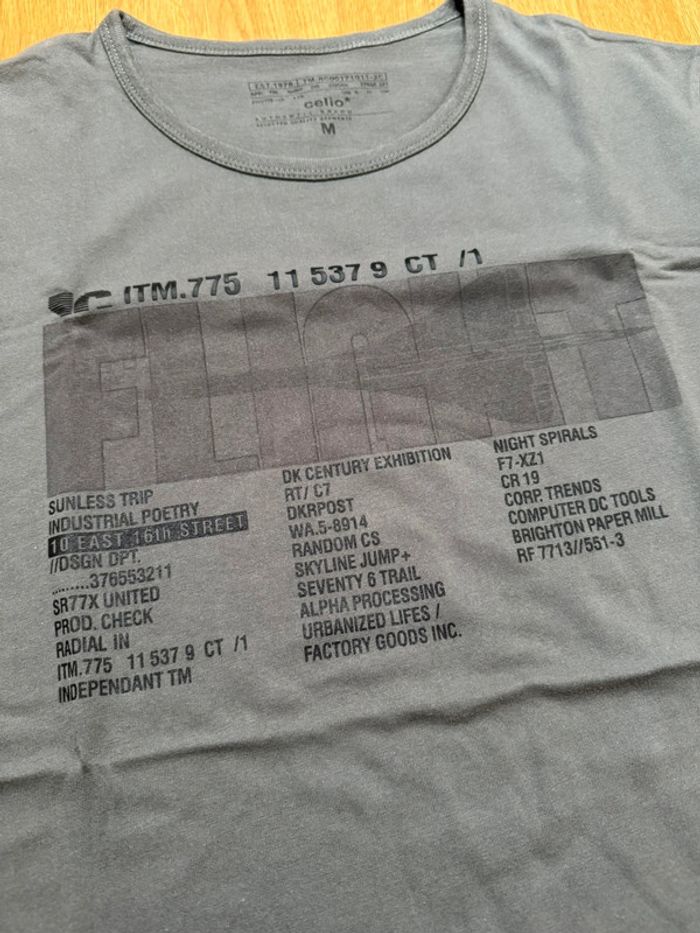 celio*
M
ITM.775 11 537 9 CT /1
FLIGHT
SUNLESS TRIP
INDUSTRIAL POETRY
10 EAST 16th STREET
//DSGN DPT.
.........376553211
SR77X UNITED
PROD. CHECK
RADIAL IN
ITM.775 11 537 9 CT /1
INDEPENDANT TM
DK CENTURY EXHIBITION
RT/ C7
DKRPOST
WA.5-8914
RANDOM CS
SKYLINE JUMP+
SEVENTY 6 TRAIL
ALPHA PROCESSING
URBANIZED LIFES /
FACTORY GOODS INC.
NIGHT SPIRALS
F7-XZ1
CR 19
CORP. TRENDS
COMPUTER DC TOOLS
BRIGHTON PAPER MILL
RF 7713//551-3